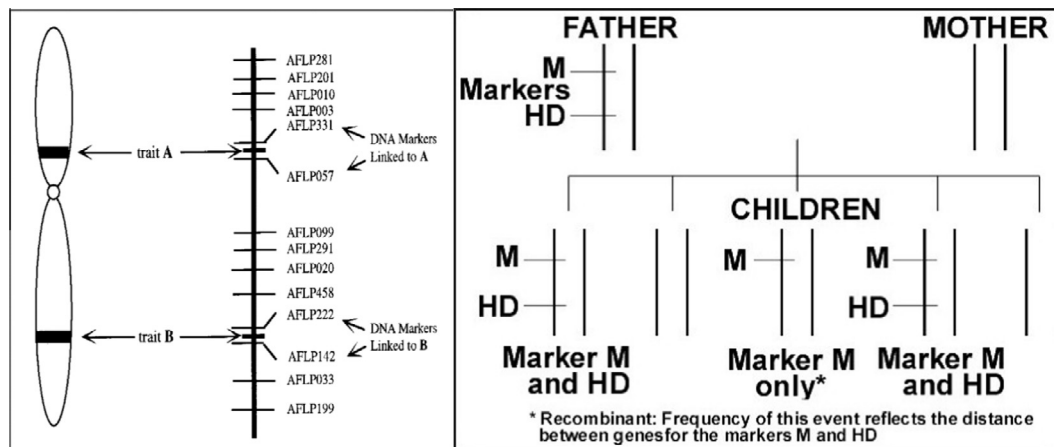 AFLP281
AFLP201
AFLP010
AFLP003
AFLP331
DNA Markers
trait A
Linked to A
AFLP057
AFLP099
AFLP291
AFLP020
AFLP458
AFLP222
DNA Markers
trait B
Linked to B
AFLP142
AFLP033
AFLP199
FATHER
MOTHER
M
Markers
HD
CHILDREN
M
HD
M
M
HD
Marker M
and HD
Marker M
only*
Marker M
and HD
* Recombinant: Frequency of this event reflects the distance
between genesfor the markers M and HD